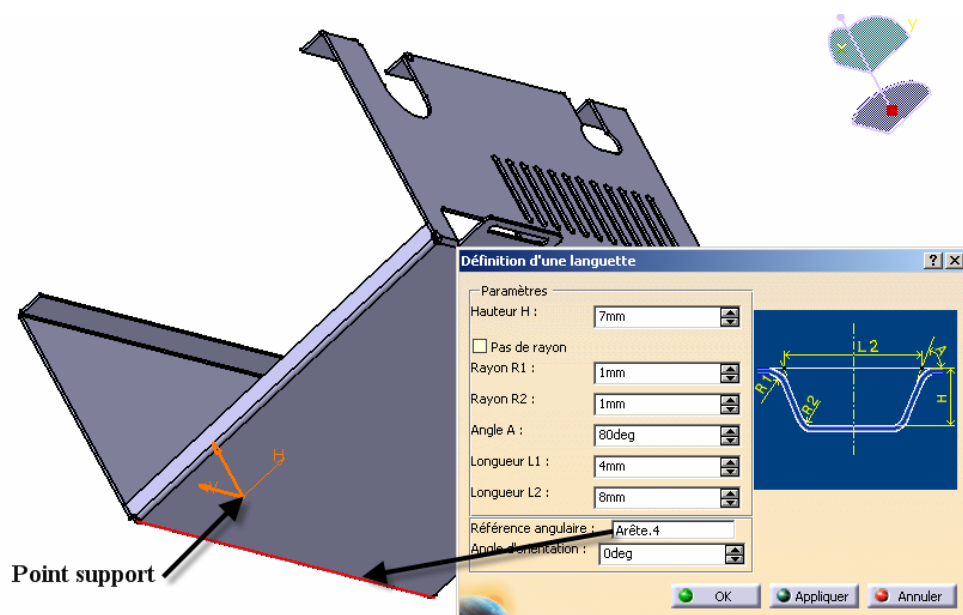 x
y
H
V
Point support
Définition d'une languette
Paramètres
Hauteur H :
7mm
Pas de rayon
Rayon R1 :
1mm
Rayon R2 :
1mm
Angle A :
80deg
Longueur L1 :
4mm
Longueur L2 :
8mm
Référence angulaire :
Arête.4
Angle d'orientation :
0deg
L2
A
R1
R2
H
OK
Appliquer
Annuler